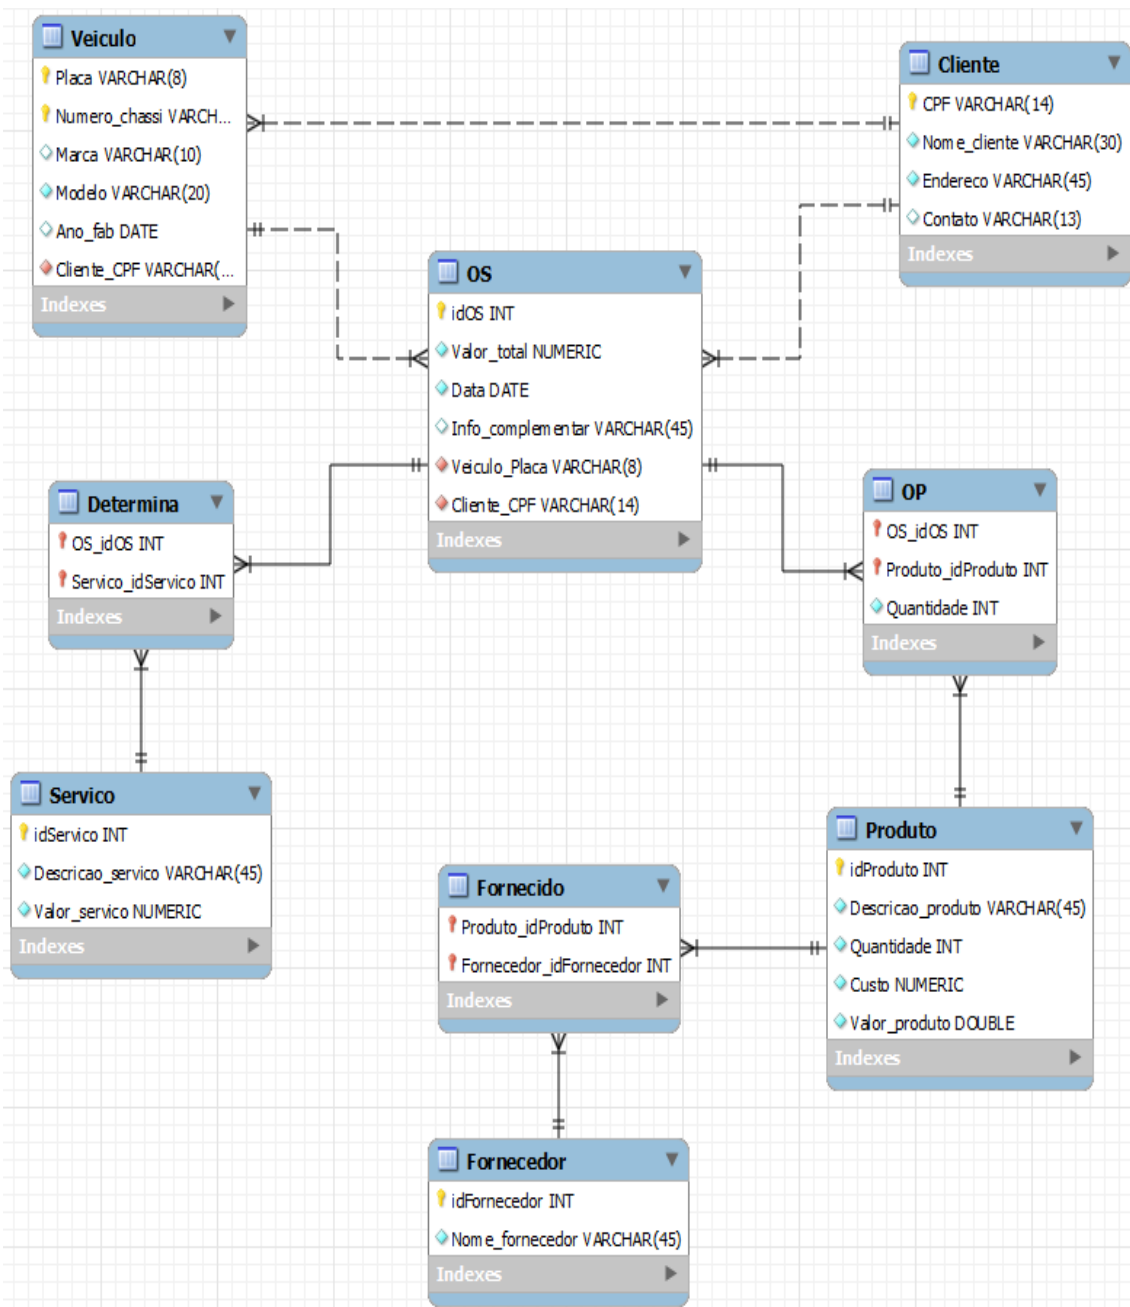 Veiculo
Placa VARCHAR(8)
Numero_chassi VARCH...
Marca VARCHAR(10)
Modelo VARCHAR(20)
Ano_fab DATE
Cliente_CPF VARCHAR(...
Indexes
Cliente
CPF VARCHAR(14)
Nome_cliente VARCHAR(30)
Endereco VARCHAR(45)
Contato VARCHAR(13)
Indexes
OS
idOS INT
Valor_total NUMERIC
Data DATE
Info_complementar VARCHAR(45)
Veiculo_Placa VARCHAR(8)
Cliente_CPF VARCHAR(14)
Indexes
Determina
OS_idOS INT
Servico_idServico INT
Indexes
OP
OS_idOS INT
Produto_idProduto INT
Quantidade INT
Indexes
Servico
idServico INT
Descricao_servico VARCHAR(45)
Valor_servico NUMERIC
Indexes
Fornecido
Produto_idProduto INT
Fornecedor_idFornecedor INT
Indexes
Produto
idProduto INT
Descricao_produto VARCHAR(45)
Quantidade INT
Custo NUMERIC
Valor_produto DOUBLE
Indexes
Fornecedor
idFornecedor INT
Nome_fornecedor VARCHAR(45)
Indexes